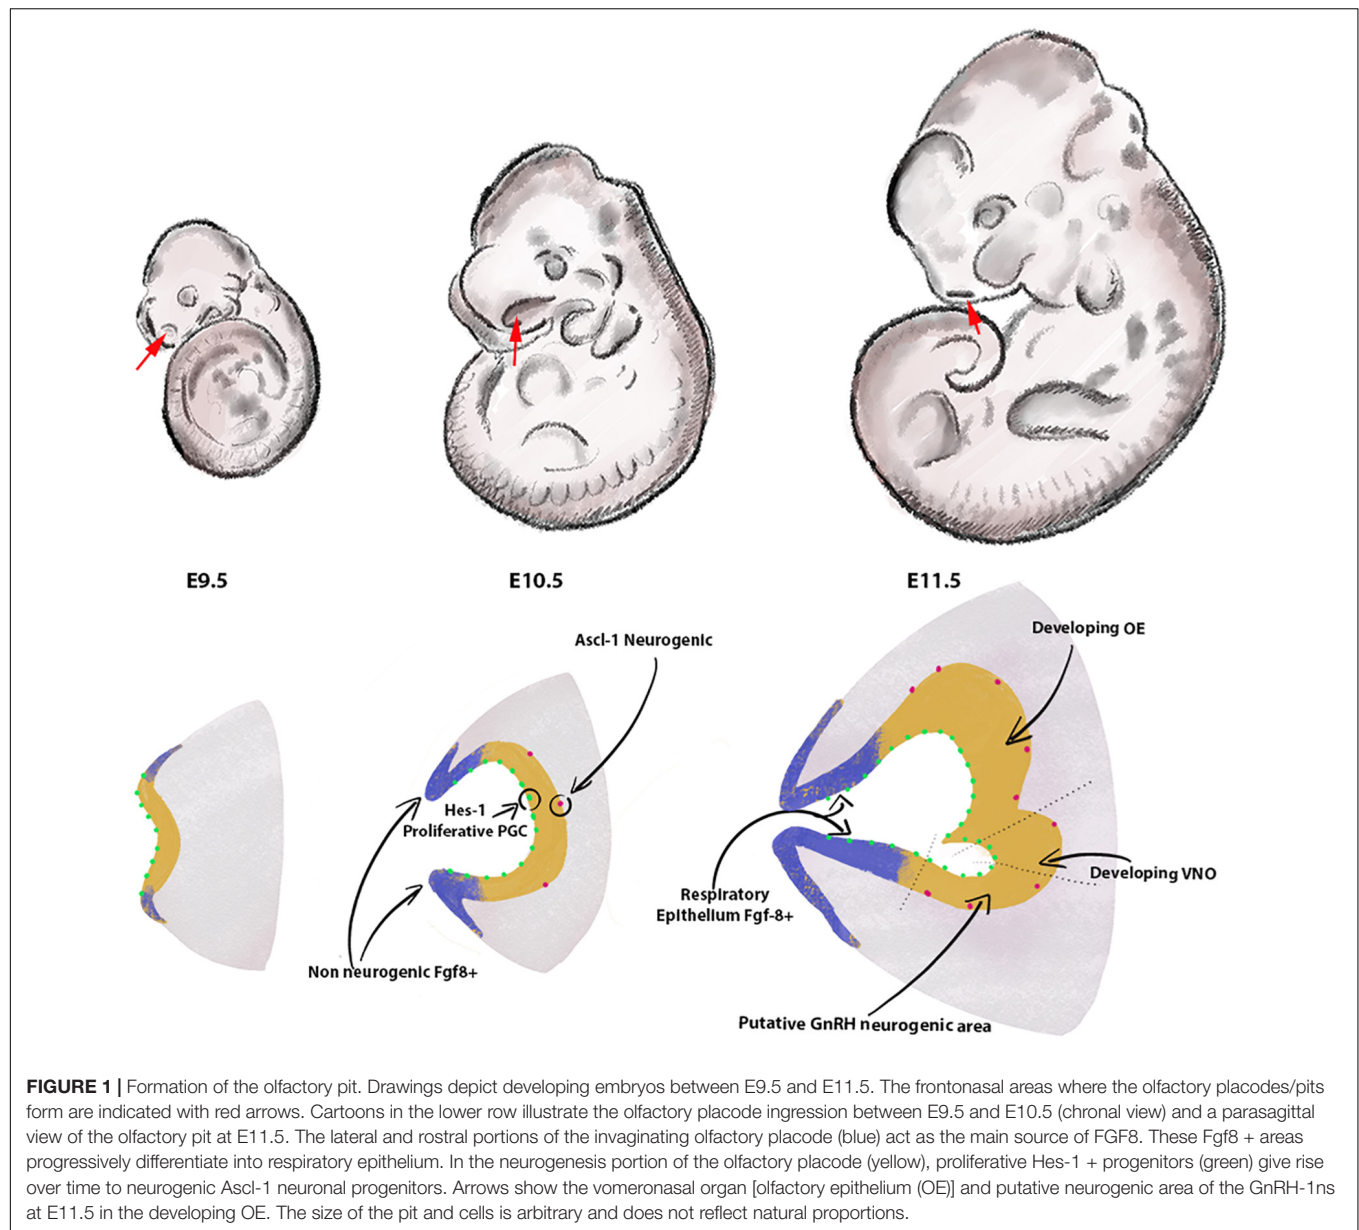 E9.5
E10.5
E11.5
Ascl-1 Neurogenic
Hes-1
Proliferative PGC
Non neurogenic Fgf8+
Developing OE
Respiratory
Epithelium Fgf-8+
Developing VNO
Putative GnRH neurogenic area
FIGURE 1 | Formation of the olfactory pit. Drawings depict developing embryos between E9.5 and E11.5. The frontonasal areas where the olfactory placodes/pits
form are indicated with red arrows. Cartoons in the lower row illustrate the olfactory placode ingression between E9.5 and E10.5 (chronal view) and a parasagittal
view of the olfactory pit at E11.5. The lateral and rostral portions of the invaginating olfactory placode (blue) act as the main source of FGF8. These Fgf8 + areas
progressively differentiate into respiratory epithelium. In the neurogenesis portion of the olfactory placode (yellow), proliferative Hes-1 + progenitors (green) give rise
over time to neurogenic Ascl-1 neuronal progenitors. Arrows show the vomeronasal organ [olfactory epithelium (OE)] and putative neurogenic area of the GnRH-1ns
at E11.5 in the developing OE. The size of the pit and cells is arbitrary and does not reflect natural proportions.